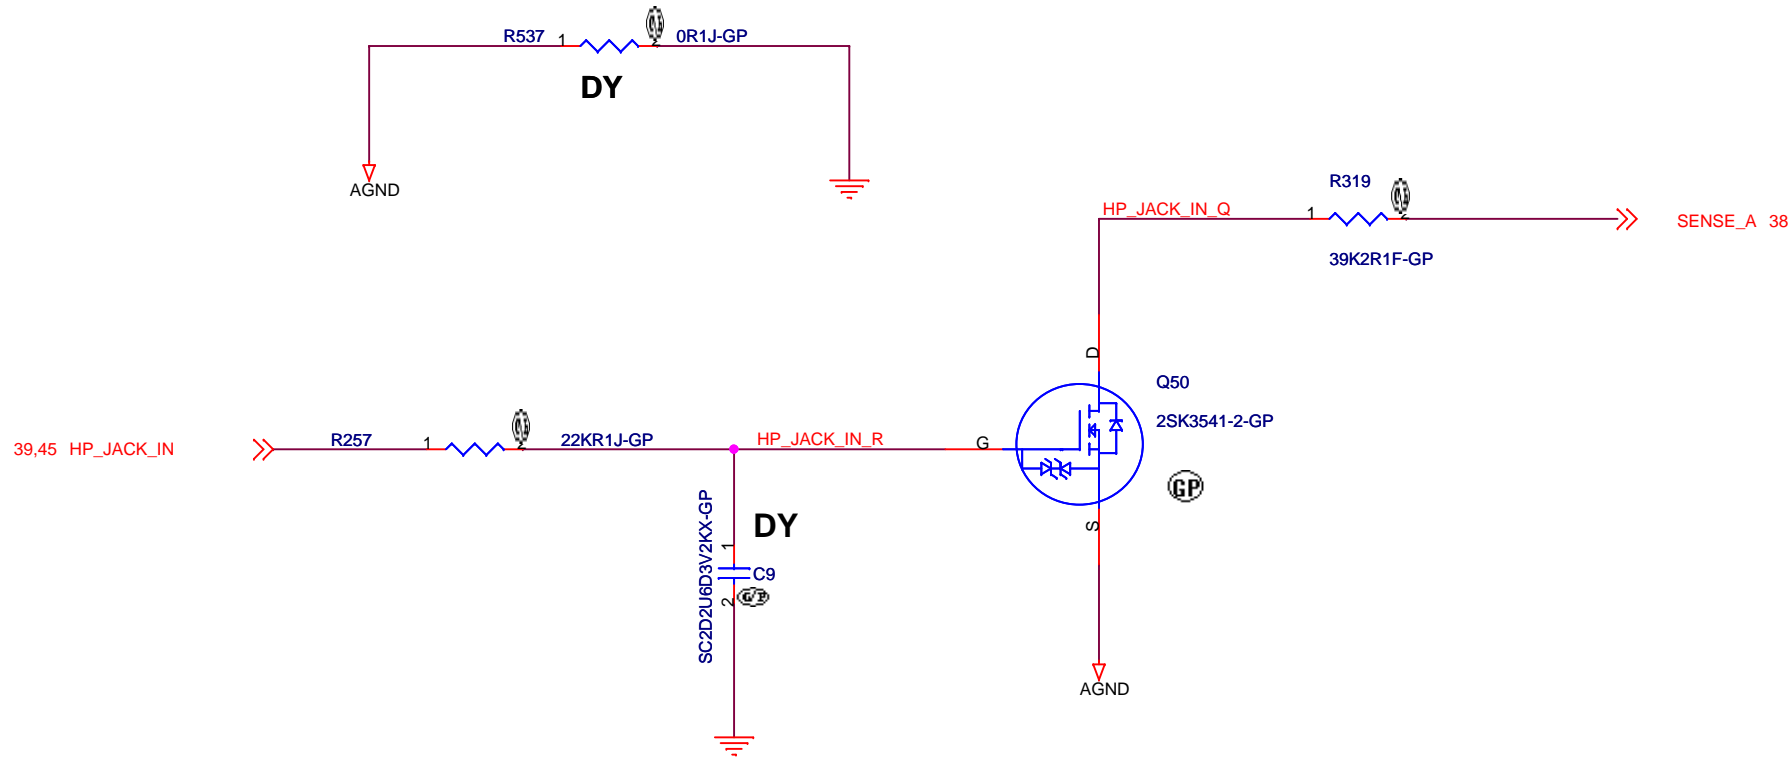 R537 1 2 0R1J-GP
DY
AGND
R319
HP_JACK_IN_Q 1 2
SENSE_A 38
39K2R1F-GP
D
Q50
2SK3541-2-GP
39,45 HP_JACK_IN
R257 1 2 22KR1J-GP
HP_JACK_IN_R
G
GP
S
SC2D2U6D3V2KX-GP
DY
1
C9
2 G/P
AGND